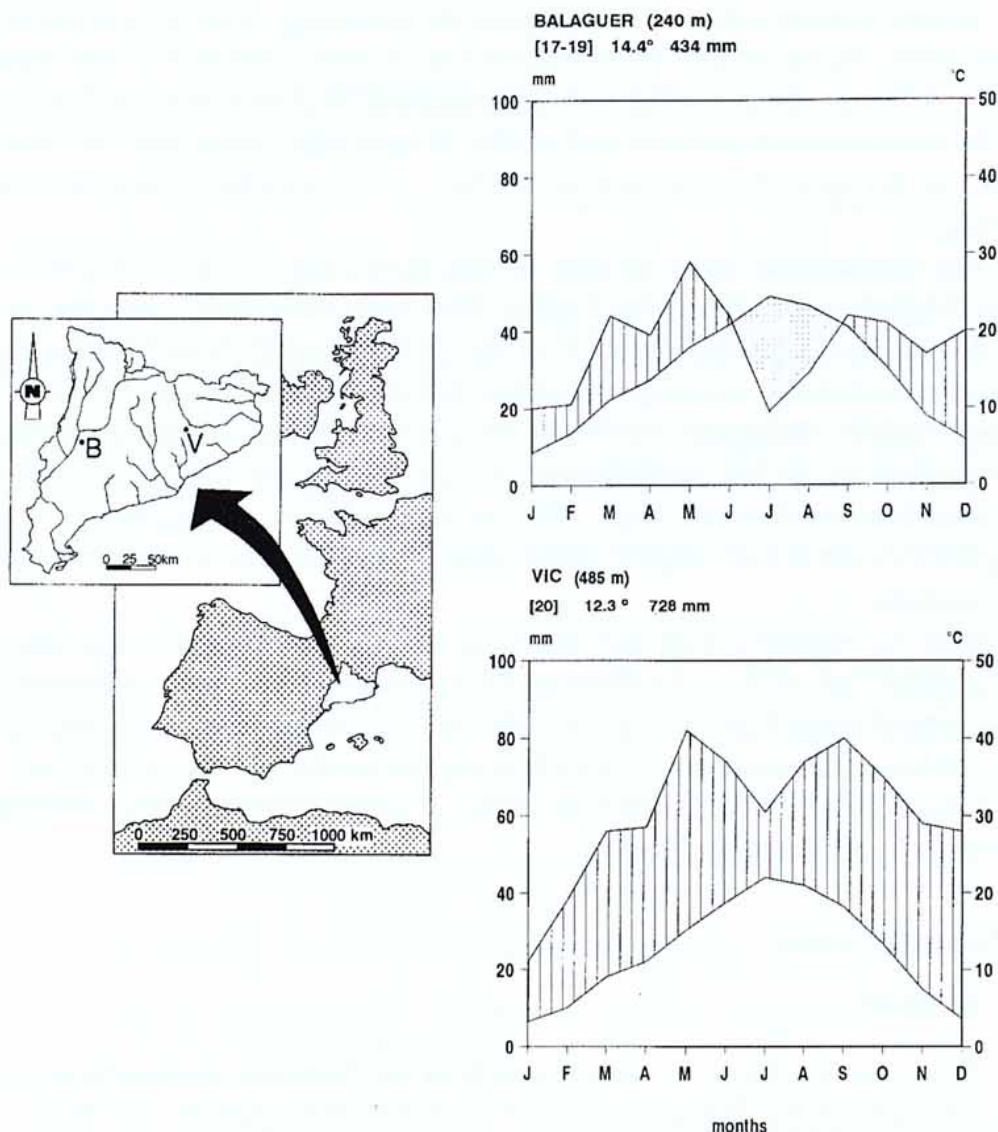 BALAGUER (240 m)
[17-19] 14.4° 434 mm
mm °C
100 50
80 40
60 30
40 20
20 10
0 0
J F M A M J J A S O N D
N
B V
0 25 50km
0 250 500 750 1000 km
VIC (485 m)
[20] 12.3 º 728 mm
mm °C
100 50
80 40
60 30
40 20
20 10
0 0
J F M A M J J A S O N D
months